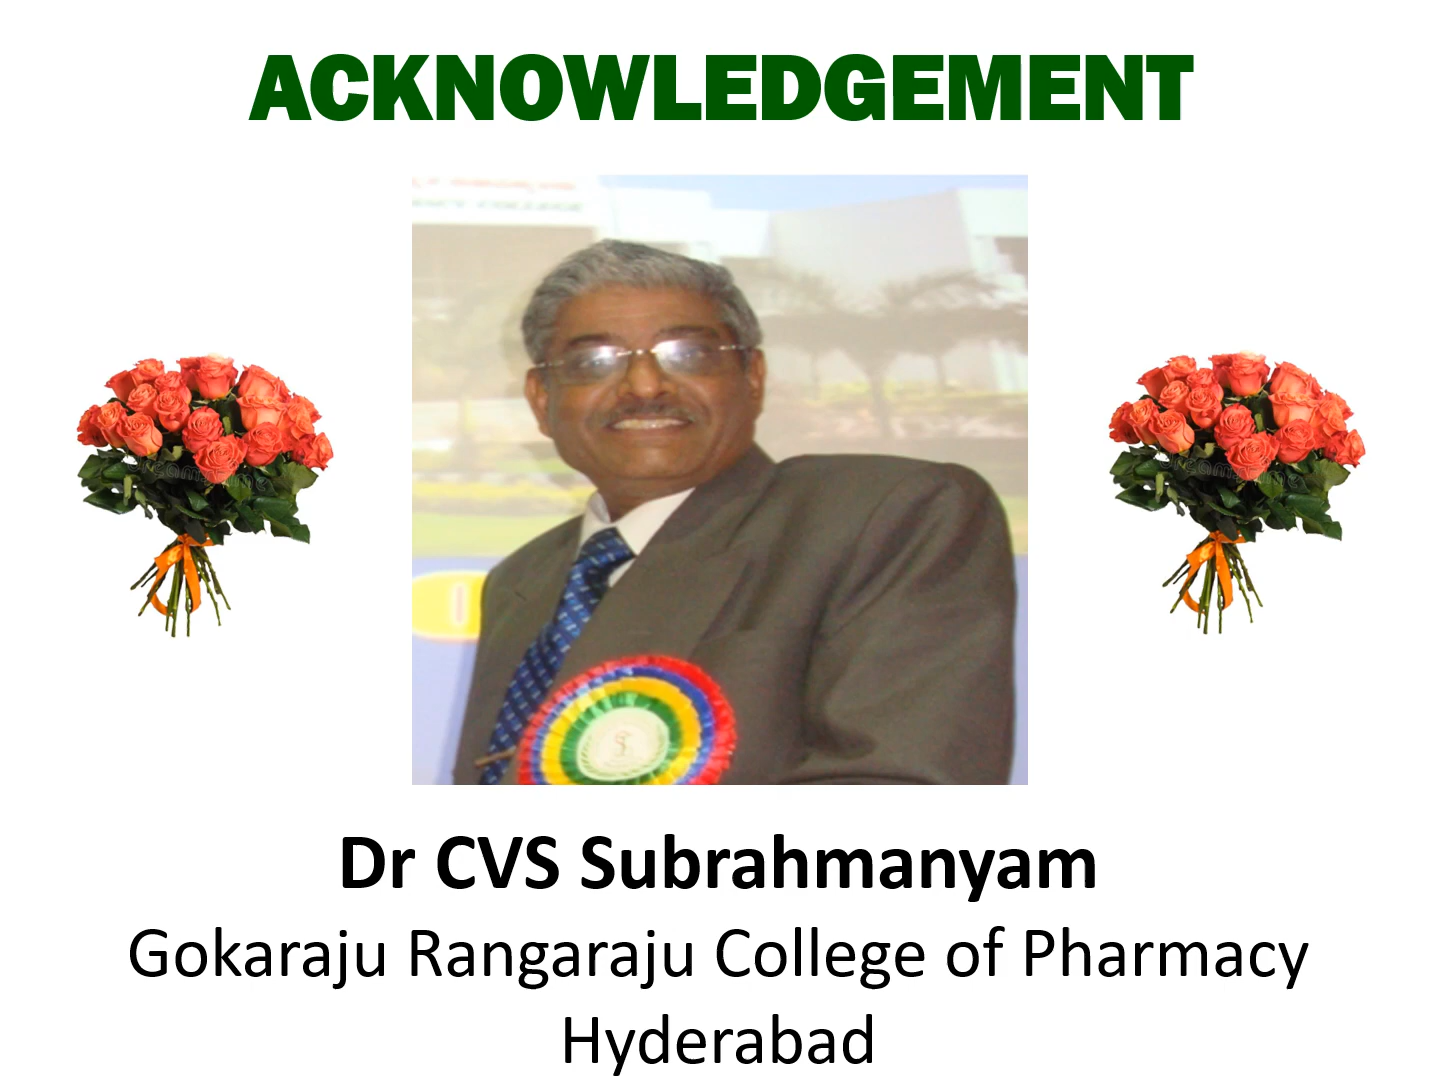 ACKNOWLEDGEMENT
Dr CVS Subrahmanyam
Gokaraju Rangaraju College of Pharmacy
Hyderabad